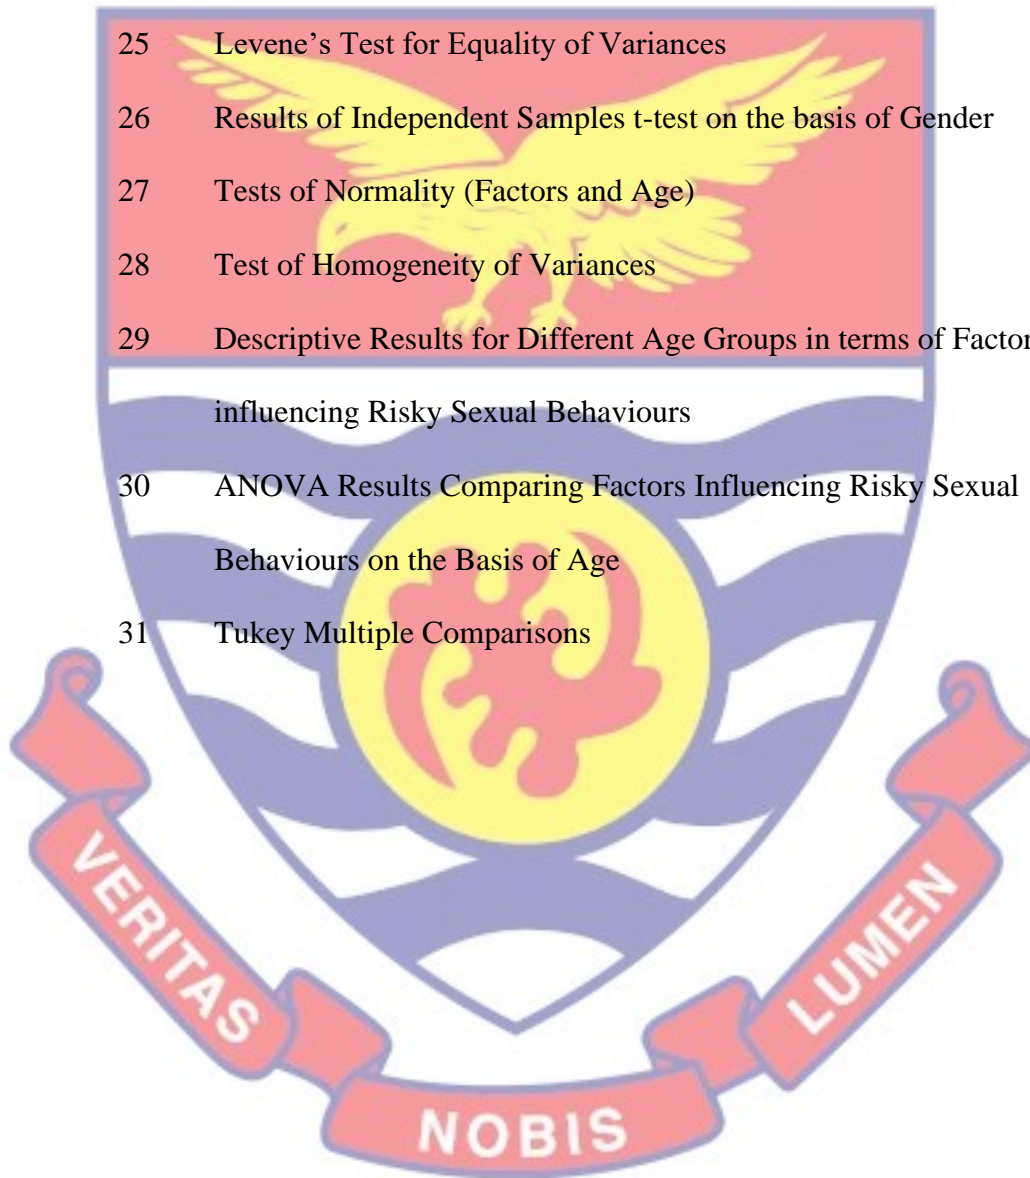 25 Levene’s Test for Equality of Variances
26 Results of Independent Samples t-test on the basis of Gender
27 Tests of Normality (Factors and Age)
28 Test of Homogeneity of Variances
29 Descriptive Results for Different Age Groups in terms of Factor
influencing Risky Sexual Behaviours
30 ANOVA Results Comparing Factors Influencing Risky Sexual
Behaviours on the Basis of Age
31 Tukey Multiple Comparisons
VERITAS
NOBIS
LUMEN